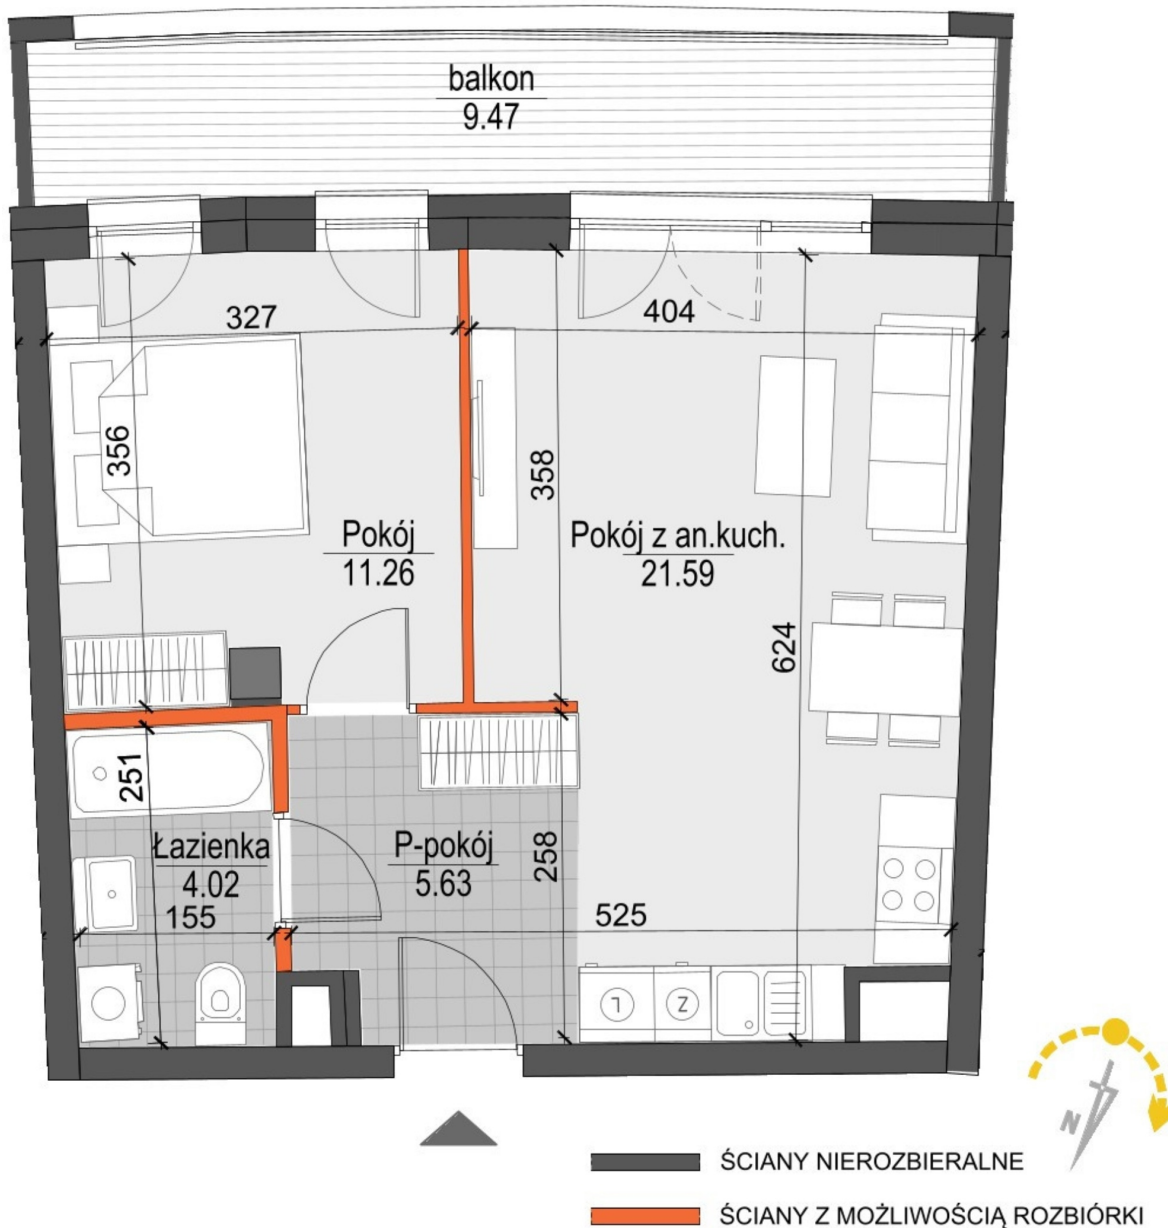 balkon
9.47
327
404
356
358
Pokój
11.26
Pokój z an.kuch.
21.59
624
251
Łazienka
4.02
P-pokój
5.63
258
155
525
L
Z
N
ŚCIANY NIEROZBIERALNE
ŚCIANY Z MOŻLIWOŚCIĄ ROZBIÓRKI